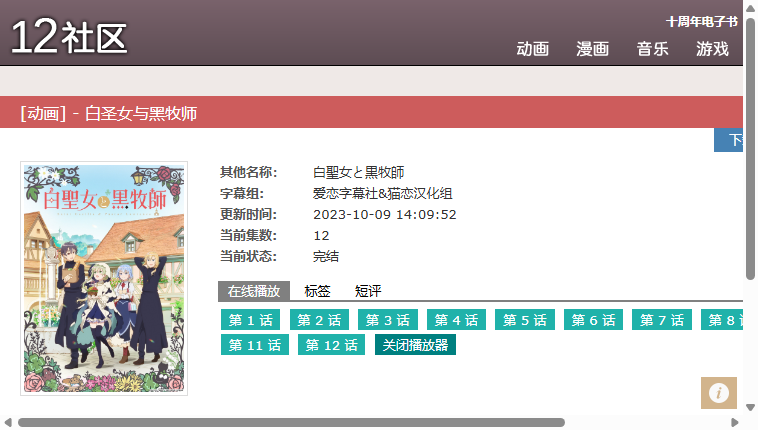 十周年电子书
12社区
动画 漫画 音乐 游戏
[动画] - 白圣女与黑牧师
下
白聖女と黒牧師
其他名称: 白聖女と黒牧師
字幕组: 爱恋字幕社&猫恋汉化组
更新时间: 2023-10-09 14:09:52
当前集数: 12
当前状态: 完结
在线播放 标签 短评
第 1 话 第 2 话 第 3 话 第 4 话 第 5 话 第 6 话 第 7 话 第 8
第 11 话 第 12 话 关闭播放器
i